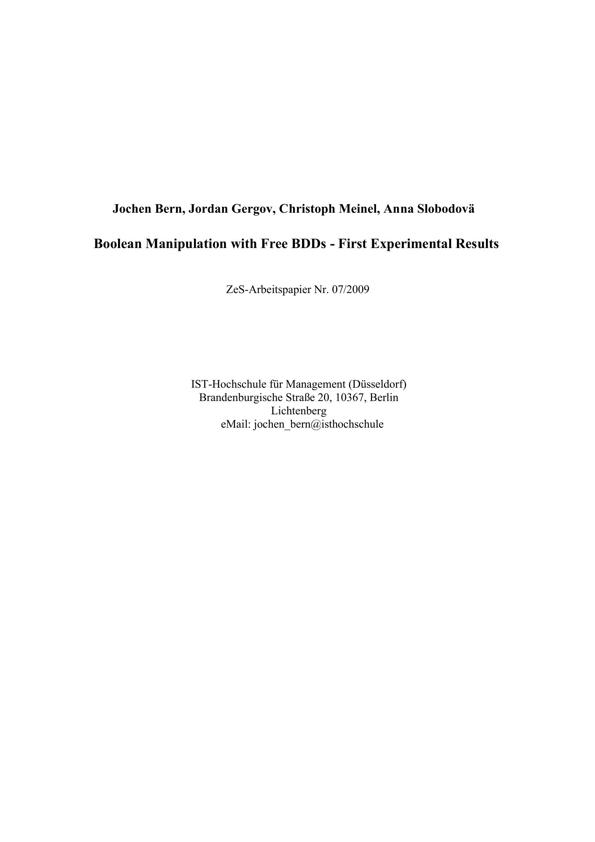 Jochen Bern, Jordan Gergov, Christoph Meinel, Anna Slobodovä
Boolean Manipulation with Free BDDs - First Experimental Results
ZeS-Arbeitspapier Nr. 07/2009
IST-Hochschule für Management (Düsseldorf)
Brandenburgische Straße 20, 10367, Berlin
Lichtenberg
eMail: jochen_bern@isthochschule